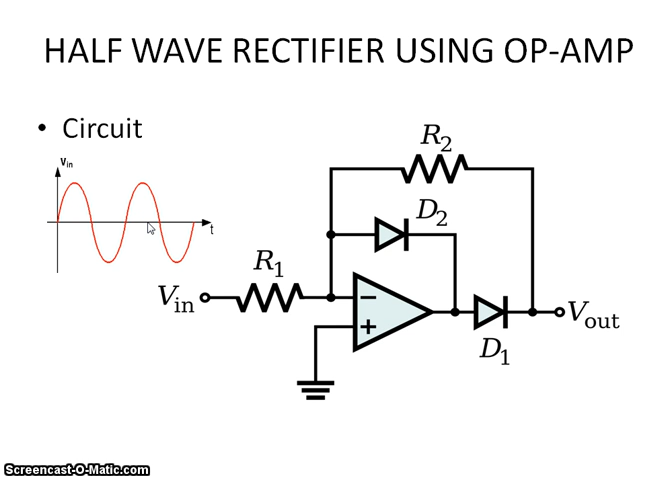 HALF WAVE RECTIFIER USING OP-AMP
• Circuit
Vin
t
R2
D2
R1
Vin
−
+
D1
Vout
Screencast-O-Matic.com